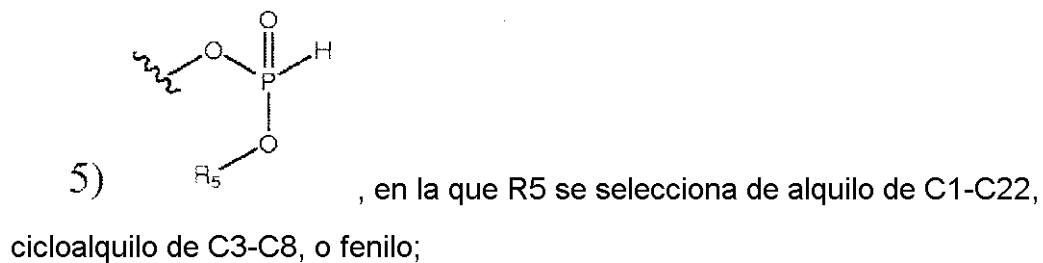 O
O
P
H
O
5)
R5
, en la que R5 se selecciona de alquilo de C1-C22,
cicloalquilo de C3-C8, o fenilo;